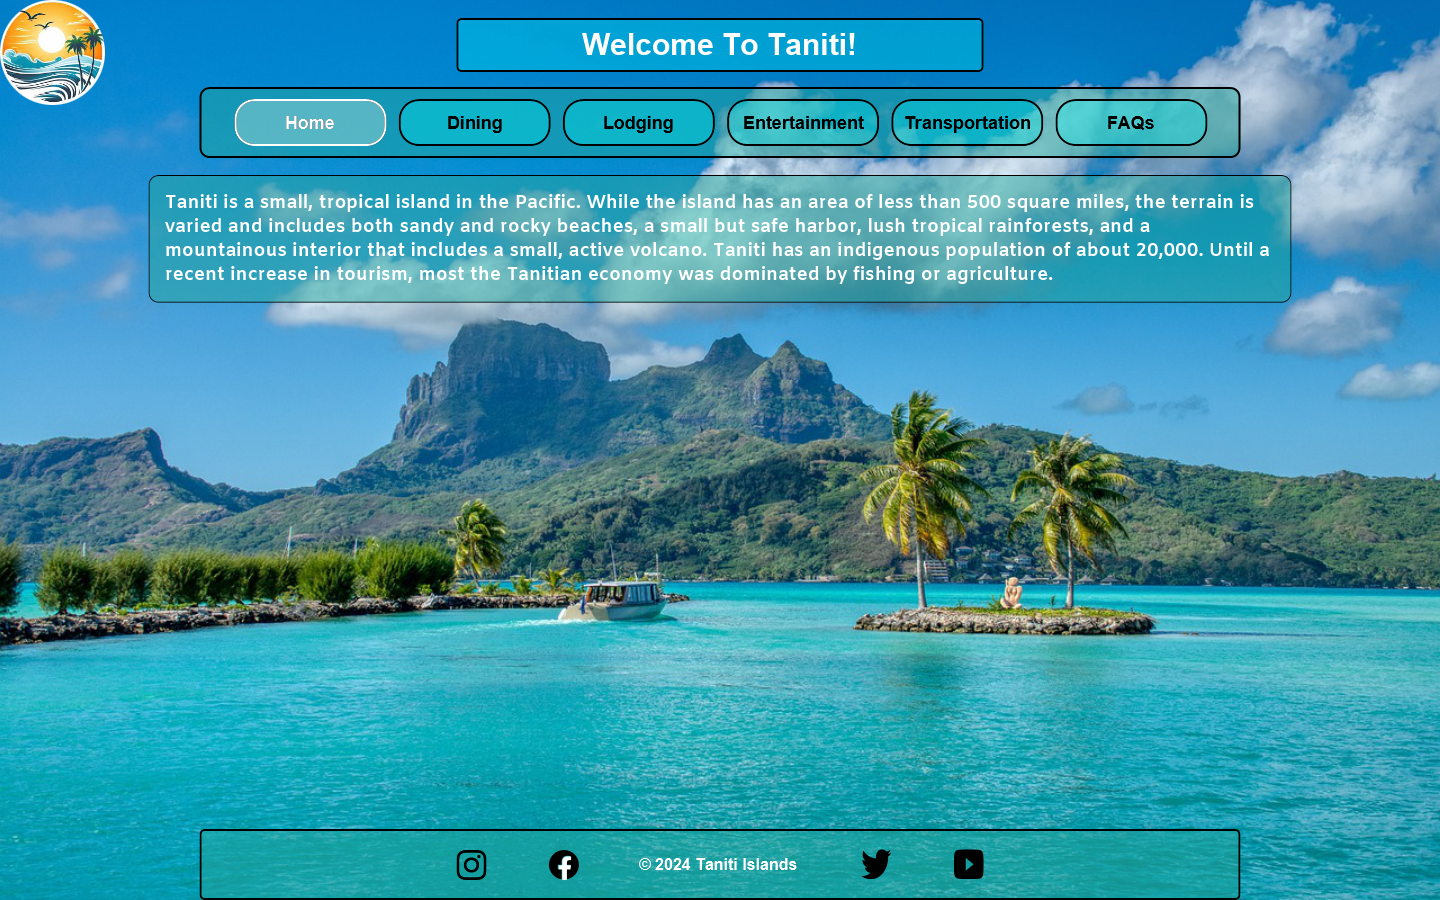 Welcome To Taniti!
Home
Dining
Lodging
Entertainment
Transportation
FAQs
Taniti is a small, tropical island in the Pacific. While the island has an area of less than 500 square miles, the terrain is
varied and includes both sandy and rocky beaches, a small but safe harbor, lush tropical rainforests, and a
mountainous interior that includes a small, active volcano. Taniti has an indigenous population of about 20,000. Until a
recent increase in tourism, most the Tanitian economy was dominated by fishing or agriculture.
© 2024 Taniti Islands